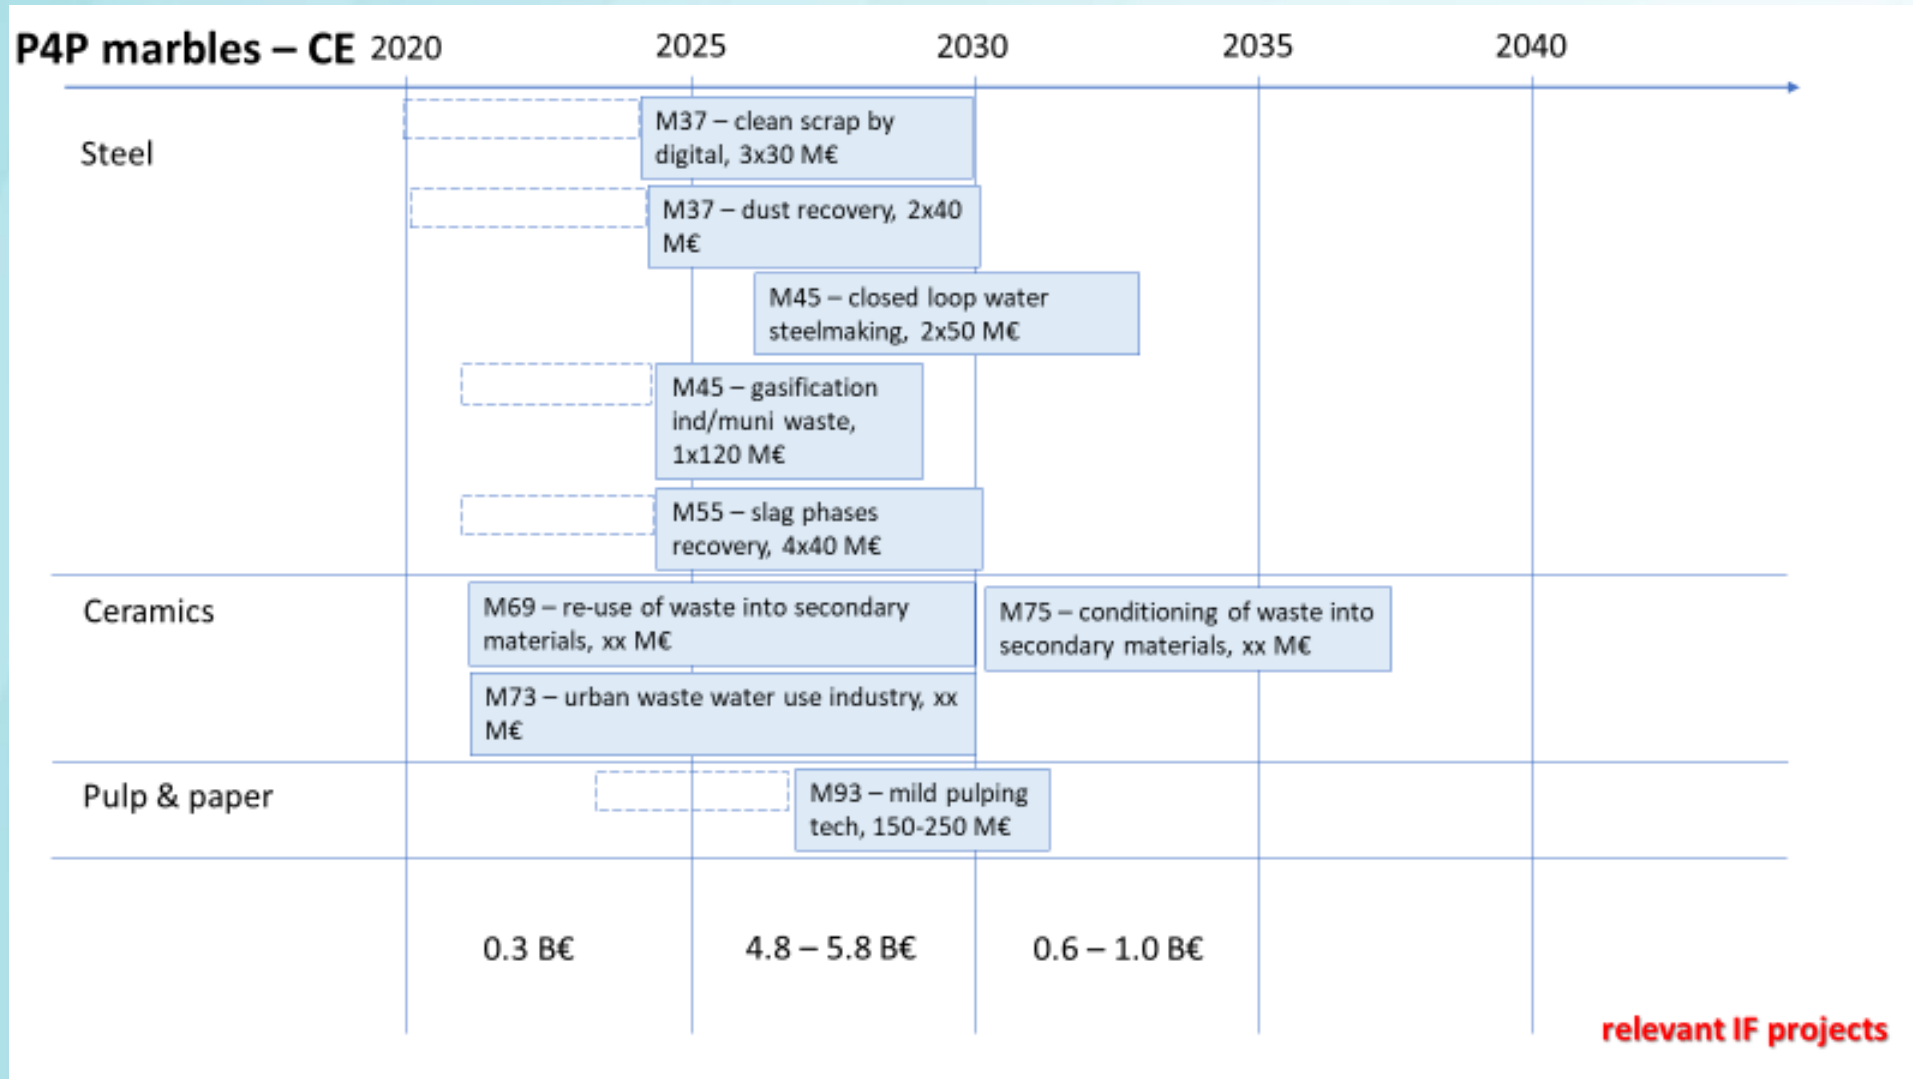 P4P marbles – CE 2020 2025 2030 2035 2040
Steel
M37 – clean scrap by
digital, 3x30 M€
M37 – dust recovery, 2x40
M€
M45 – closed loop water
steelmaking, 2x50 M€
M45 – gasification
ind/muni waste,
1x120 M€
M55 – slag phases
recovery, 4x40 M€
Ceramics
M69 – re-use of waste into secondary
materials, xx M€
M75 – conditioning of waste into
secondary materials, xx M€
M73 – urban waste water use industry, xx
M€
Pulp & paper
M93 – mild pulping
tech, 150-250 M€
0.3 B€ 4.8 – 5.8 B€ 0.6 – 1.0 B€
relevant IF projects